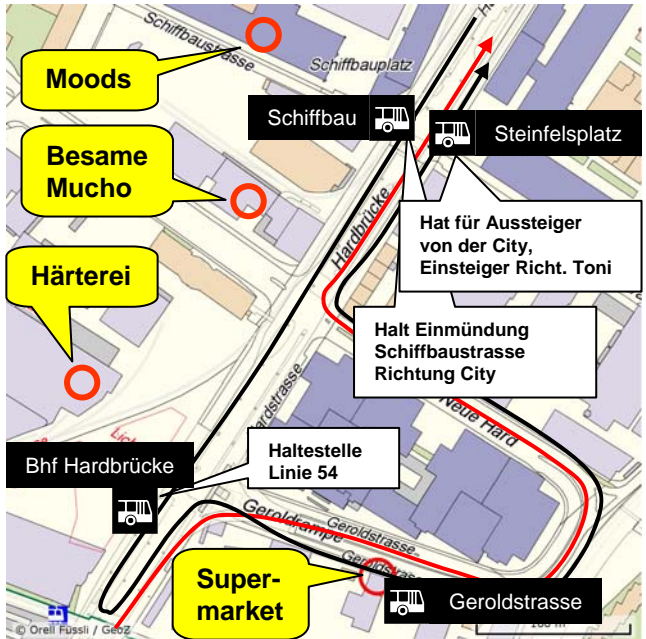 Schiffbaustrasse
Schiffbauplatz
Moods
Schiffbau
Steinfelsplatz
Besame
Mucho
Hardbrücke
Hat für Aussteiger
von der City,
Einsteiger Richt. Toni
Härterei
Halt Einmündung
Schiffbaustrasse
Richtung City
Neue Hard
Bhf Hardbrücke
Haltestelle
Linie 54
Geroldrampe
Geroldstrasse
Geroldstrasse
Super-
market
Geroldstrasse
© Orell Füssli / GeoZ